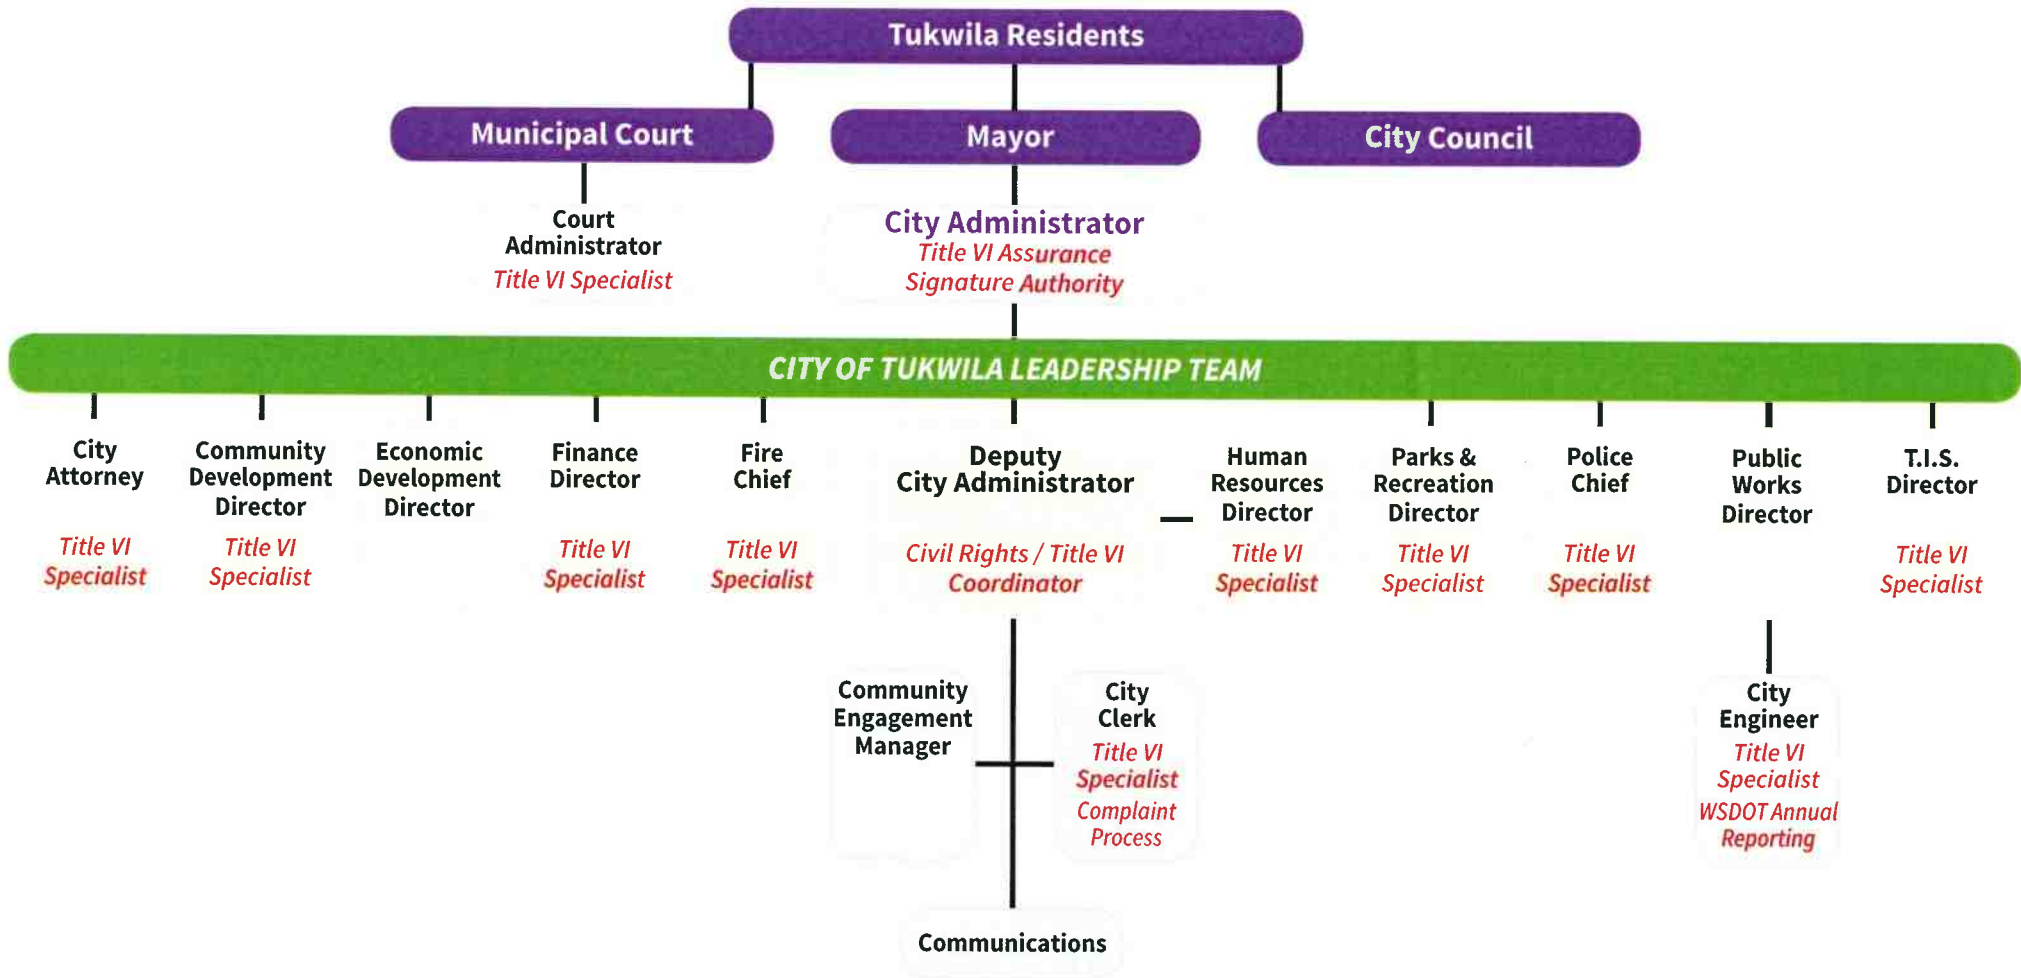 Tukwila Residents
Municipal Court
Mayor
City Council
Court
Administrator
Title VI Specialist
City Administrator
Title VI Assurance
Signature Authority
CITY OF TUKWILA LEADERSHIP TEAM
City
Attorney
Title VI
Specialist
Community
Development
Director
Title VI
Specialist
Economic
Development
Director
Finance
Director
Title VI
Specialist
Fire
Chief
Title VI
Specialist
Deputy
City Administrator
Civil Rights / Title VI
Coordinator
Human
Resources
Director
Title VI
Specialist
Parks &
Recreation
Director
Title VI
Specialist
Police
Chief
Title VI
Specialist
Public
Works
Director
T.I.S.
Director
Title VI
Specialist
Community
Engagement
Manager
City
Clerk
Title VI
Specialist
Complaint
Process
City
Engineer
Title VI
Specialist
WSDOT Annual
Reporting
Communications